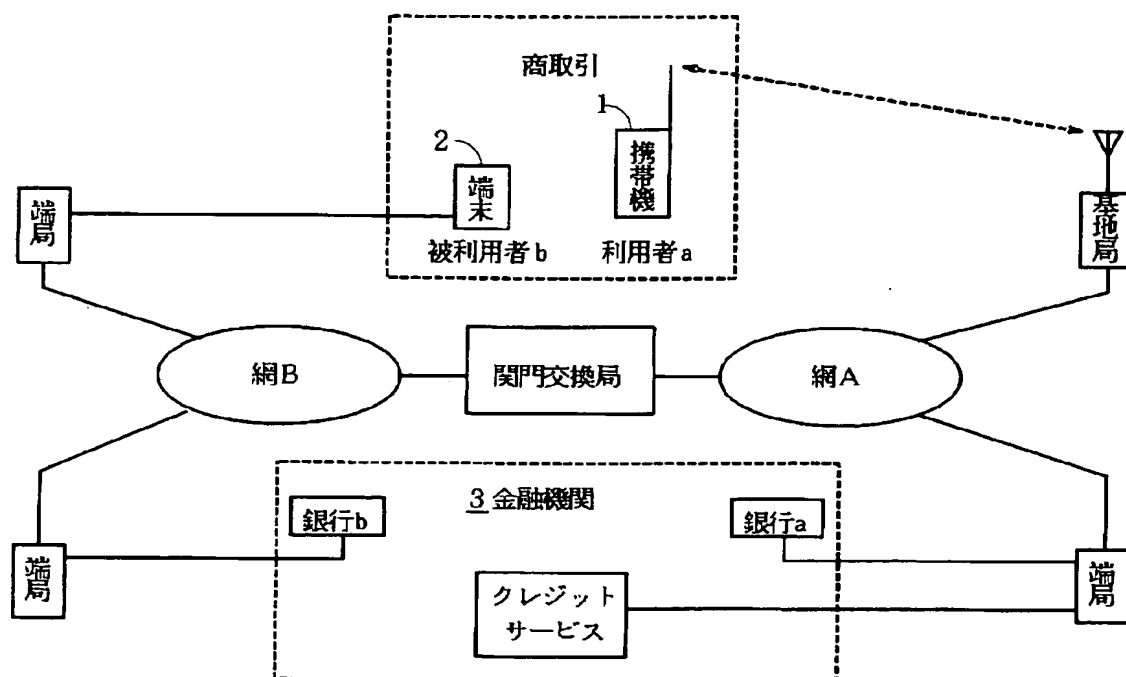 商取引
1
携帯機
2
端末
端局
基地局
被利用者b
利用者a
網B
関門交換局
網A
3 金融機関
銀行b
銀行a
端局
端局
クレジット
サービス